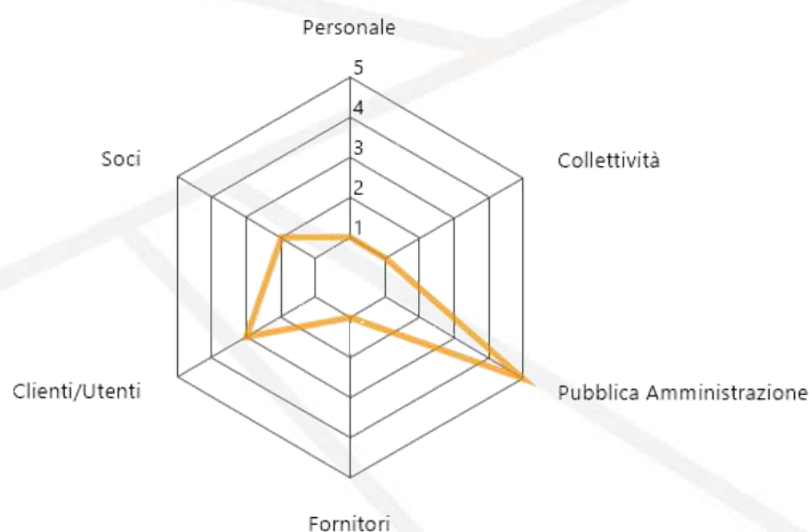 Personale
5
4
3
2
1
Soci
Collettività
Clienti/Utenti
Pubblica Amministrazione
Fornitori